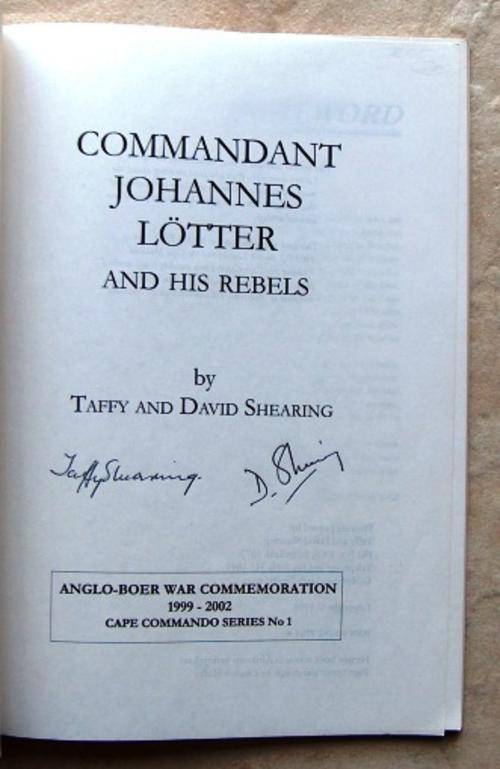 COMMANDANT
JOHANNES
LÖTTER
AND HIS REBELS
by
TAFFY AND DAVID SHEARING
Taffy Shearing. D. Shearing
ANGLO-BOER WAR COMMEMORATION
1999 - 2002
CAPE COMMANDO SERIES No 1